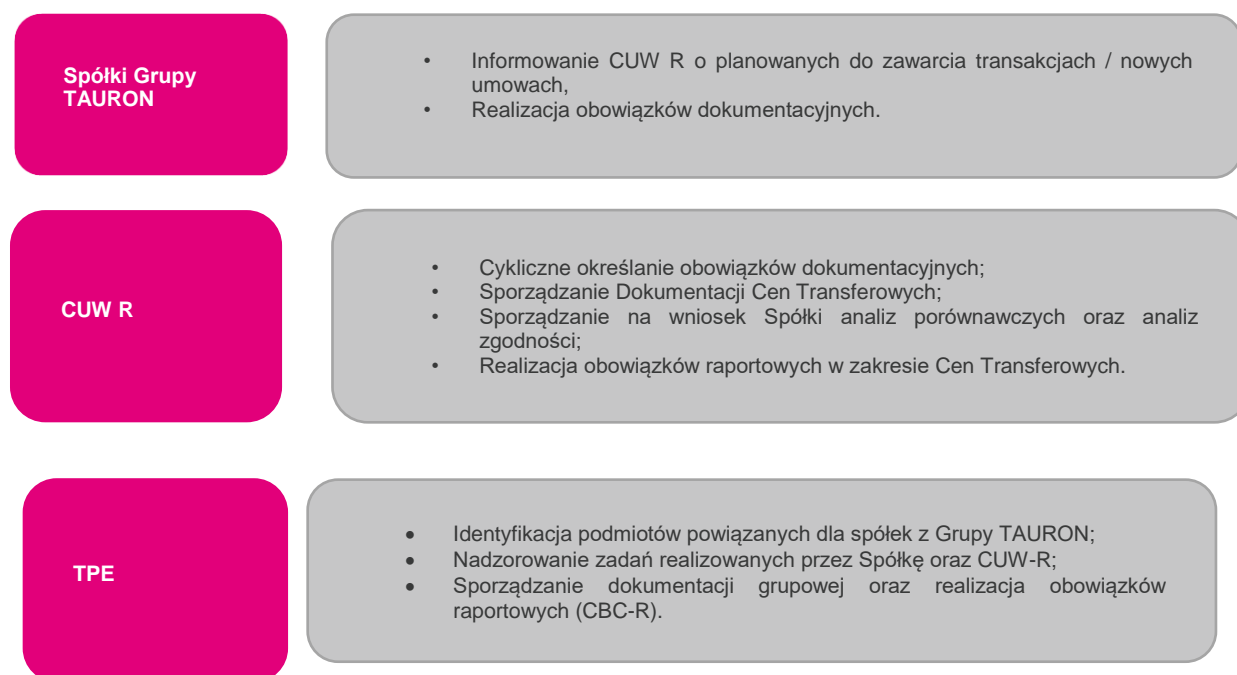 Spółki Grupy
TAURON
• Informowanie CUW R o planowanych do zawarcia transakcjach / nowych
umowach,
• Realizacja obowiązków dokumentacyjnych.
CUW R
• Cykliczne określanie obowiązków dokumentacyjnych;
• Sporządzanie Dokumentacji Cen Transferowych;
• Sporządzanie na wniosek Spółki analiz porównawczych oraz analiz
zgodności;
• Realizacja obowiązków raportowych w zakresie Cen Transferowych.
TPE
• Identyfikacja podmiotów powiązanych dla spółek z Grupy TAURON;
• Nadzorowanie zadań realizowanych przez Spółkę oraz CUW-R;
• Sporządzanie dokumentacji grupowej oraz realizacja obowiązków
raportowych (CBC-R).